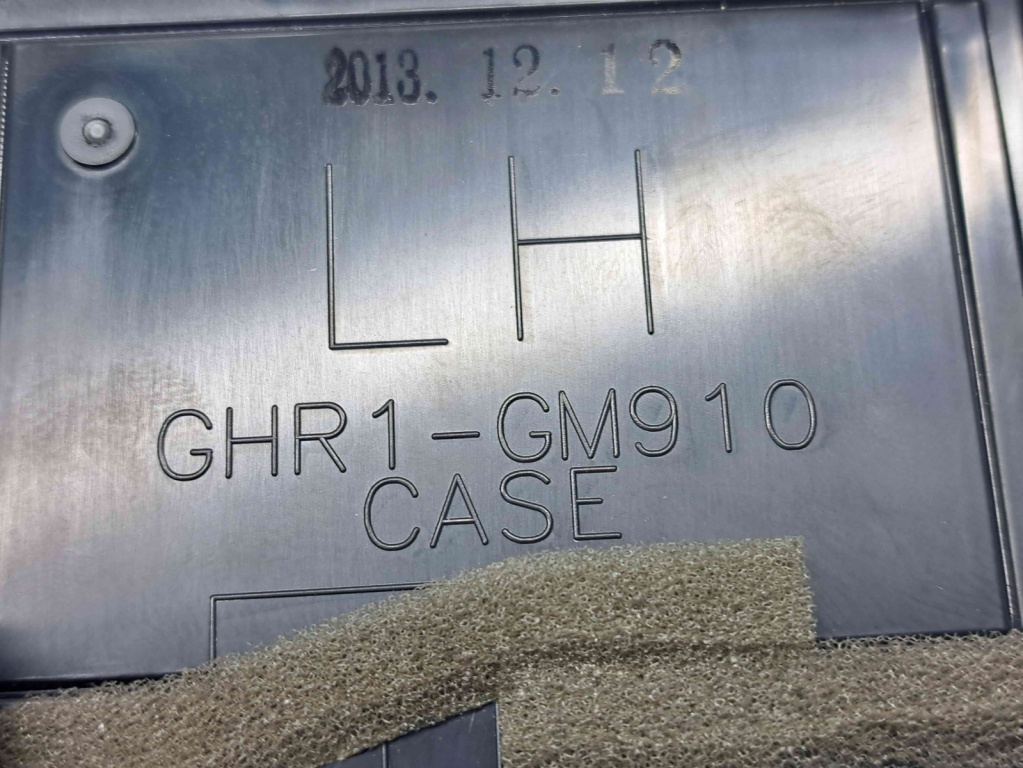 2013. 12. 12
LH
GHR1-GM910
CASE